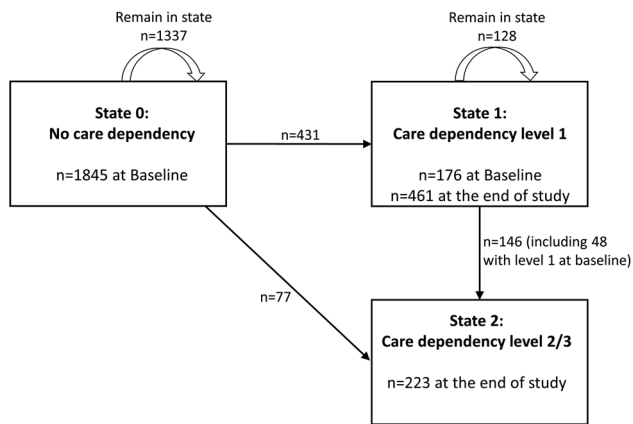 Remain in state
n=1337
Remain in state
n=128
State 0:
No care dependency
n=1845 at Baseline
n=431
State 1:
Care dependency level 1
n=176 at Baseline
n=461 at the end of study
n=146 (including 48
with level 1 at baseline)
n=77
State 2:
Care dependency level 2/3
n=223 at the end of study